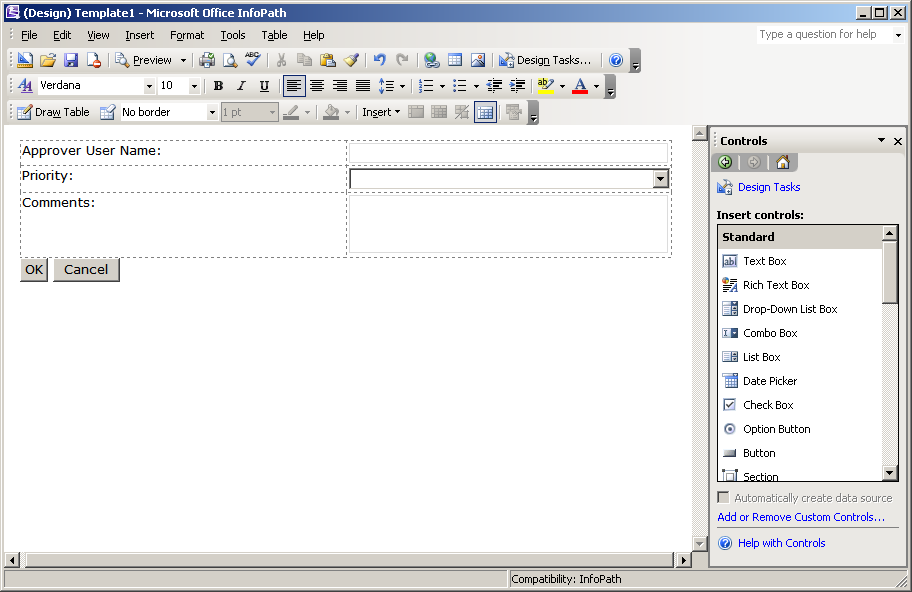 (Design) Template1 - Microsoft Office InfoPath
File Edit View Insert Format Tools Table Help Type a question for help
Preview ABC Design Tasks...
Verdana 10 B I U ab A
Draw Table No border 1 pt Insert
Controls
Design Tasks
Insert controls:
Standard
Text Box
Rich Text Box
Drop-Down List Box
Combo Box
List Box
Date Picker
Check Box
Option Button
Button
Section
Automatically create data source
Add or Remove Custom Controls...
Help with Controls
Approver User Name:
Priority:
Comments:
OK Cancel
Compatibility: InfoPath